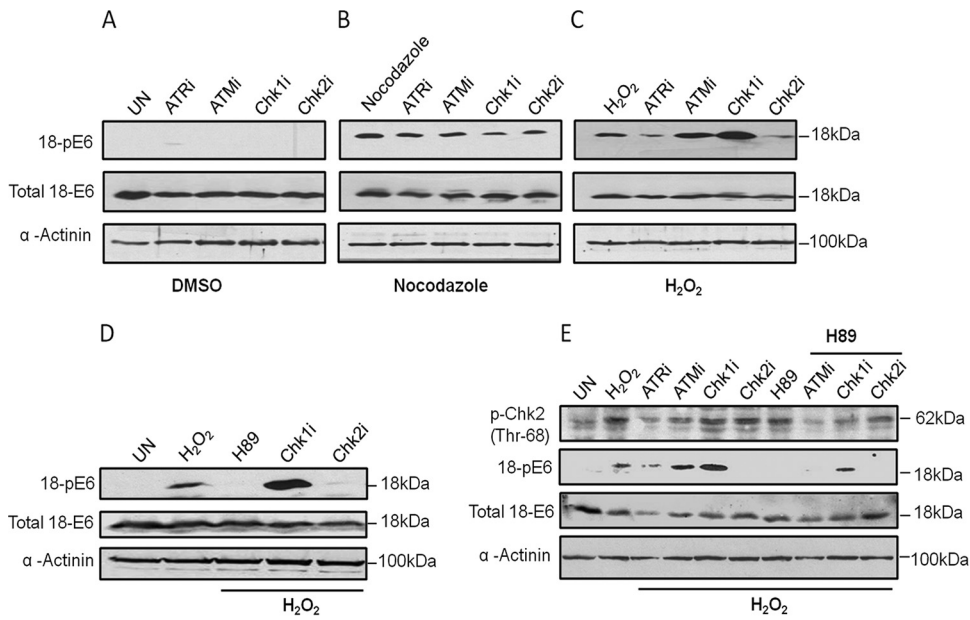 A
UN ATRi ATMi Chk1i Chk2i
18-pE6
Total 18-E6
α -Actinin
DMSO
B
Nocodazole ATRi ATMi Chk1i Chk2i
Nocodazole
C
H₂O₂ ATRi ATMi Chk1i Chk2i
18kDa
18kDa
100kDa
H₂O₂
D
UN H₂O₂ H89 Chk1i Chk2i
18-pE6 18kDa
Total 18-E6 18kDa
α -Actinin 100kDa
H₂O₂
E
H89
UN H₂O₂ ATRi ATMi Chk1i Chk2i H89 ATMi Chk1i Chk2i
p-Chk2 62kDa
(Thr-68)
18-pE6 18kDa
Total 18-E6 18kDa
α -Actinin 100kDa
H₂O₂